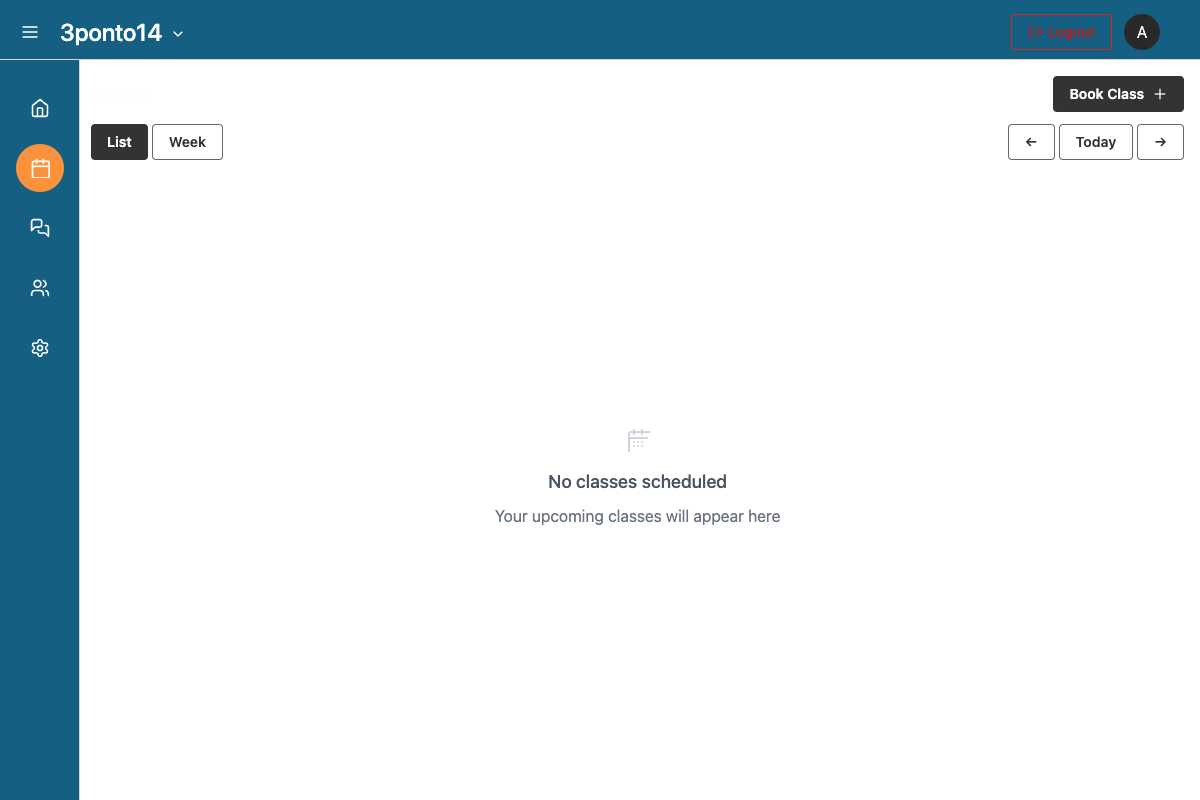 3ponto14
Logout
A
Book Class
List
Week
Today
No classes scheduled
Your upcoming classes will appear here